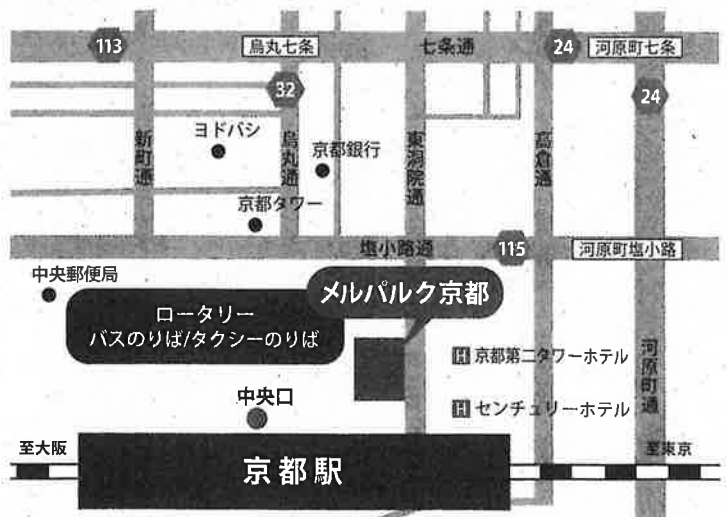 113
烏丸七条
七条通
24
河原町七条
32
24
ヨドバシ
新町通
烏丸通
京都銀行
東洞院通
高倉通
京都タワー
塩小路通
115
河原町塩小路
中央郵便局
メルパルク京都
ロータリー
バスのりば/タクシーのりば
H 京都第二タワーホテル
河原町通
中央口
H センチュリーホテル
至大阪
京都駅
至東京